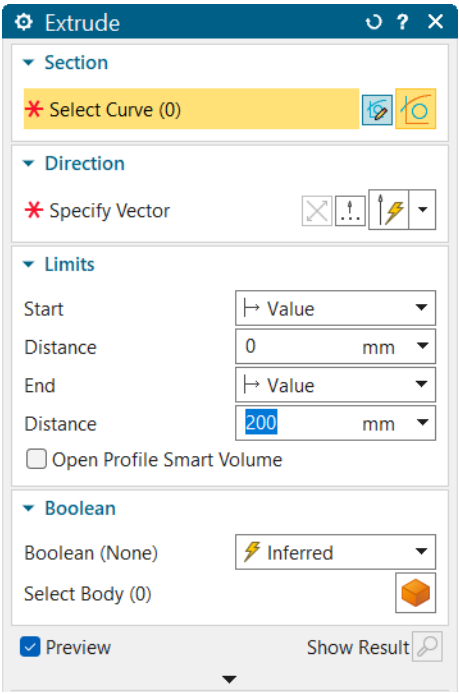 Extrude ?
Section
* Select Curve (0)
Direction
* Specify Vector
Limits
Start Value
Distance 0 mm
End Value
Distance 200 mm
Open Profile Smart Volume
Boolean
Boolean (None) Inferred
Select Body (0)
Preview Show Result